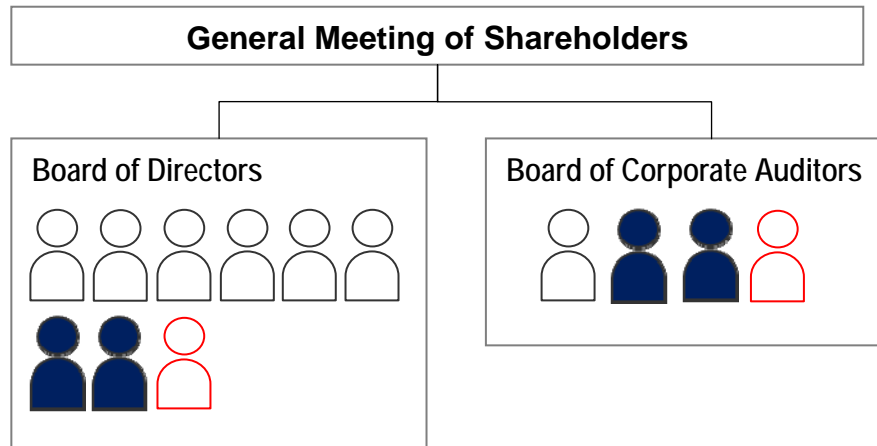 General Meeting of Shareholders
Board of Directors
Board of Corporate Auditors